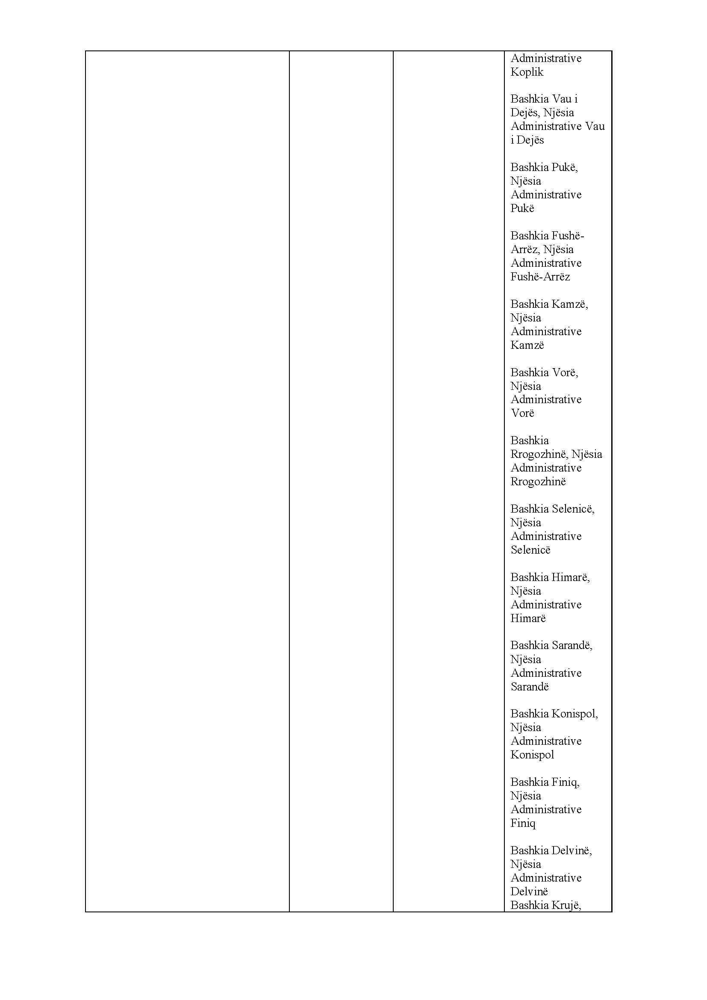 Administrative
Koplik
Bashkia Vau i
Dejës, Njësia
Administrative Vau
i Dejës
Bashkia Pukë,
Njësia
Administrative
Pukë
Bashkia Fushë-
Arrëz, Njësia
Administrative
Fushë-Arrëz
Bashkia Kamzë,
Njësia
Administrative
Kamzë
Bashkia Vorë,
Njësia
Administrative
Vorë
Bashkia
Rrogozhinë, Njësia
Administrative
Rrogozhinë
Bashkia Selenicë,
Njësia
Administrative
Selenicë
Bashkia Himarë,
Njësia
Administrative
Himarë
Bashkia Sarandë,
Njësia
Administrative
Sarandë
Bashkia Konispol,
Njësia
Administrative
Konispol
Bashkia Finiq,
Njësia
Administrative
Finiq
Bashkia Delvinë,
Njësia
Administrative
Delvinë
Bashkia Krujë,